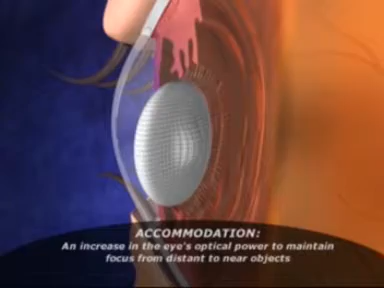 ACCOMMODATION:
An increase in the eye's optical power to maintain
focus from distant to near objects